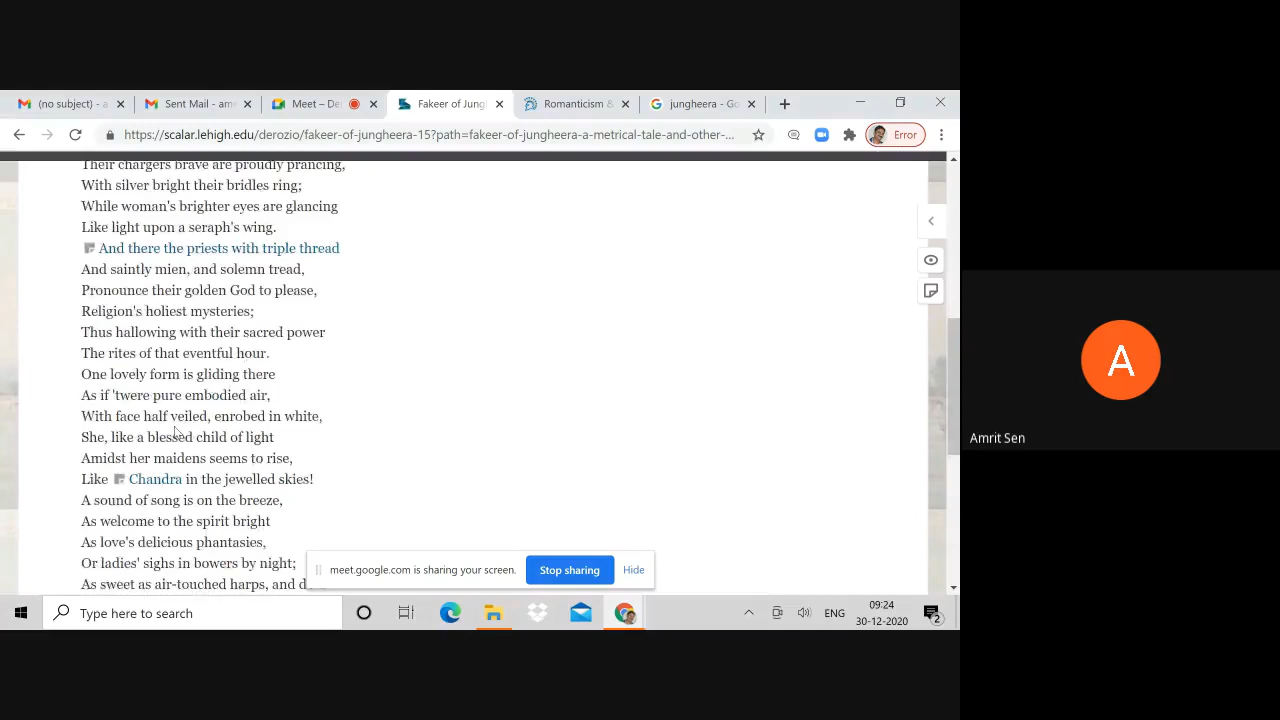 (no subject) - a
Sent Mail - am
Meet – De
Fakeer of Jung
Romanticism &
jungheera - Go
https://scalar.lehigh.edu/derozio/fakeer-of-jungheera-15?path=fakeer-of-jungheera-a-metrical-tale-and-other-...
Error
Their chargers brave are proudly prancing,
With silver bright their bridles ring;
While woman's brighter eyes are glancing
Like light upon a seraph's wing.
And there the priests with triple thread
And saintly mien, and solemn tread,
Pronounce their golden God to please,
Religion's holiest mysteries;
Thus hallowing with their sacred power
The rites of that eventful hour.
One lovely form is gliding there
As if 'twere pure embodied air,
With face half veiled, enrobed in white,
She, like a blessed child of light
Amidst her maidens seems to rise,
Like Chandra in the jewelled skies!
A sound of song is on the breeze,
As welcome to the spirit bright
As love's delicious phantasies,
Or ladies' sighs in bowers by night;
As sweet as air-touched harps, and
meet.google.com is sharing your screen.
Stop sharing
Hide
Type here to search
ENG
09:24
30-12-2020
2
A
Amrit Sen